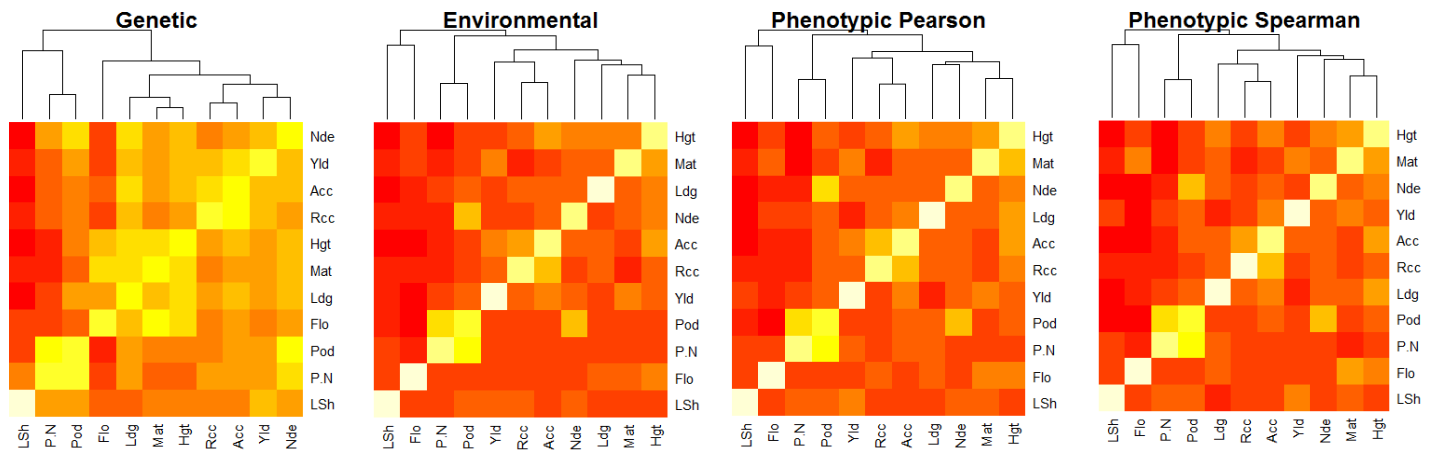 Genetic
Nde
Yld
Acc
Rcc
Hgt
Mat
Ldg
Flo
Pod
P.N
LSh
LSh P.N Pod Flo Ldg Mat Hgt Rcc Acc Yld Nde
Environmental
Hgt
Mat
Ldg
Nde
Acc
Rcc
Yld
Pod
P.N
Flo
LSh
LSh Flo P.N Pod Yld Rcc Acc Nde Ldg Mat Hgt
Phenotypic Pearson
Hgt
Mat
Nde
Ldg
Acc
Rcc
Yld
Pod
P.N
Flo
LSh
LSh Flo P.N Pod Yld Rcc Acc Ldg Nde Mat Hgt
Phenotypic Spearman
Hgt
Mat
Nde
Yld
Acc
Rcc
Ldg
Pod
P.N
Flo
LSh
LSh Flo P.N Pod Ldg Rcc Acc Yld Nde Mat Hgt